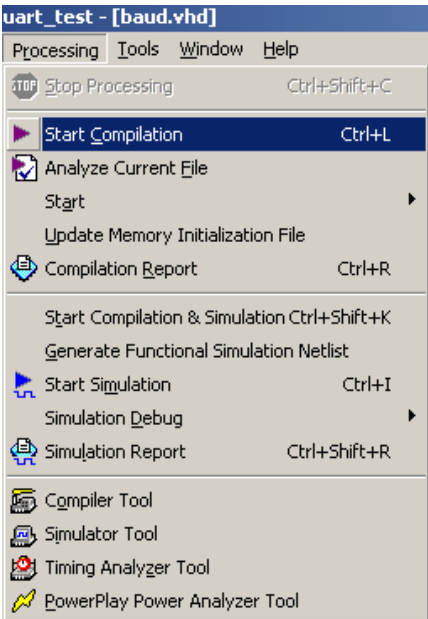 uart_test - [baud.vhd]
Processing Tools Window Help
STOP Stop Processing Ctrl+Shift+C
Start Compilation Ctrl+L
Analyze Current File
Start
Update Memory Initialization File
Compilation Report Ctrl+R
Start Compilation & Simulation Ctrl+Shift+K
Generate Functional Simulation Netlist
Start Simulation Ctrl+I
Simulation Debug
Simulation Report Ctrl+Shift+R
Compiler Tool
Simulator Tool
Timing Analyzer Tool
PowerPlay Power Analyzer Tool